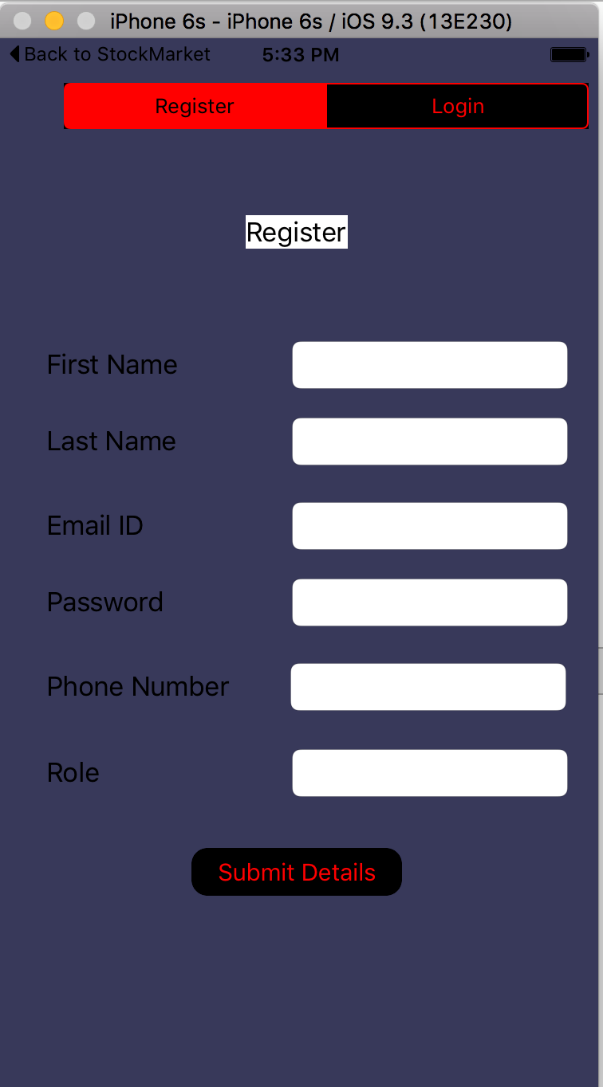 iPhone 6s - iPhone 6s / iOS 9.3 (13E230)
Back to StockMarket 5:33 PM
Register Login
Register
First Name
Last Name
Email ID
Password
Phone Number
Role
Submit Details